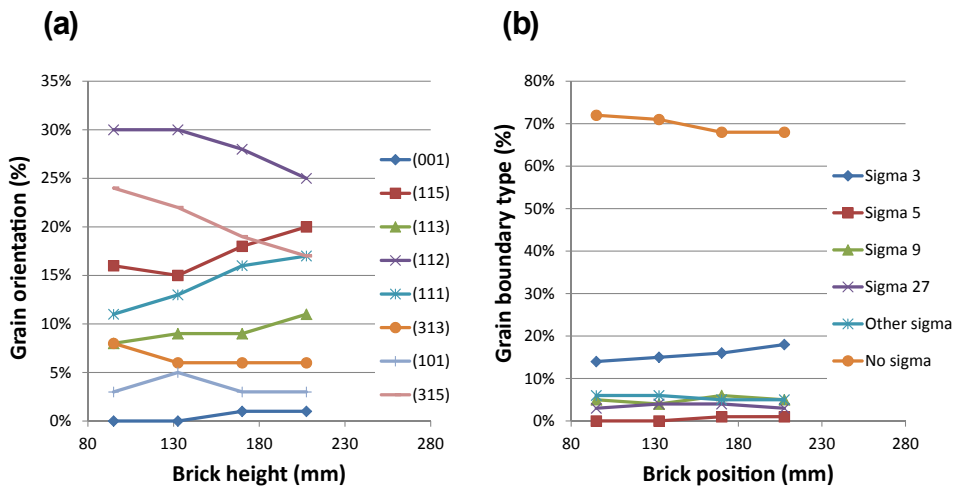 (a)
35%
30%
25%
20%
15%
10%
5%
0%
Grain orientation (%)
80 130 180 230 280
Brick height (mm)
(001)
(115)
(113)
(112)
(111)
(313)
(101)
(315)
(b)
80%
70%
60%
50%
40%
30%
20%
10%
0%
Grain boundary type (%)
80 130 180 230 280
Brick position (mm)
Sigma 3
Sigma 5
Sigma 9
Sigma 27
Other sigma
No sigma